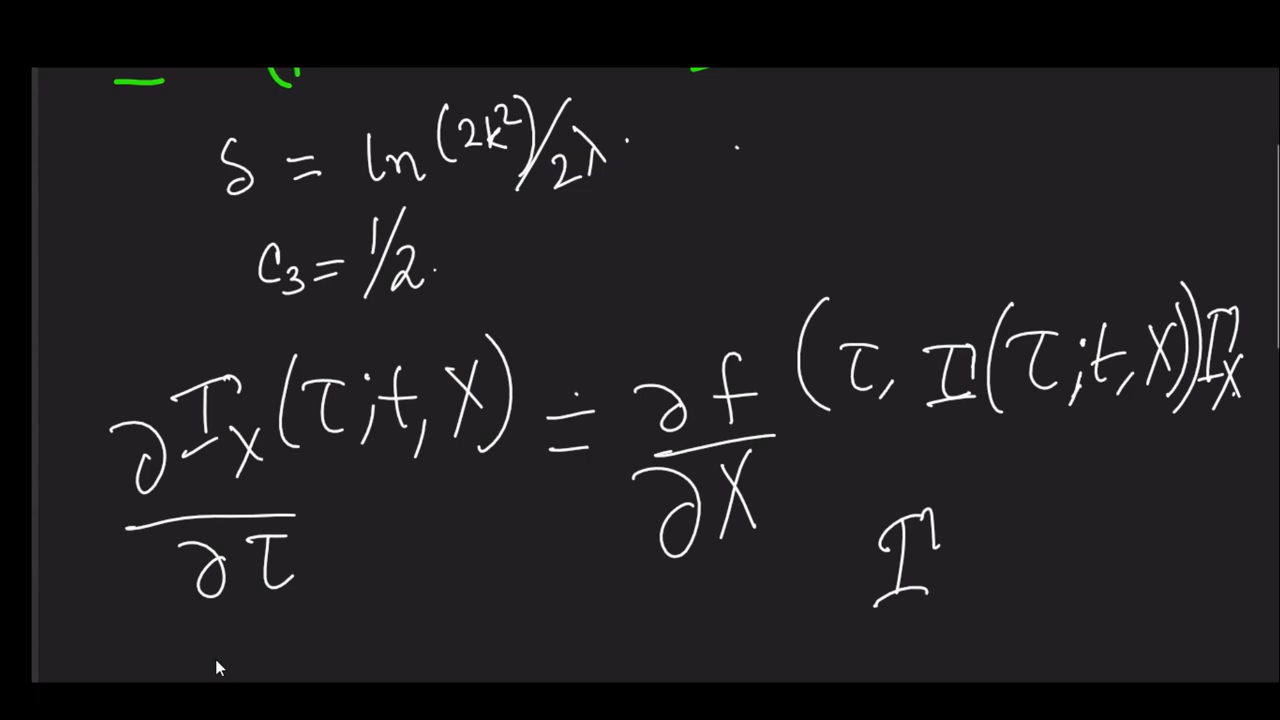 δ = ln (2k²)/2λ.
c₃ = 1/2.
∂I_x(τ;t,x)/∂τ = ∂f/∂x (τ, I(τ;t,x)) I_x
I